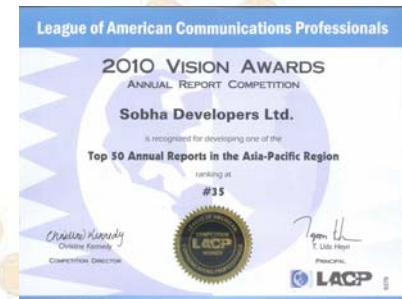 League of American Communications Professionals
2010 VISION AWARDS
ANNUAL REPORT COMPETITION
Sobha Developers Ltd.
is recognized for developing one of the
Top 50 Annual Reports in the Asia-Pacific Region
ranking at
#35
Christine Kennedy
COMPETITION DIRECTOR
PRINCIPAL
LACP
LACP